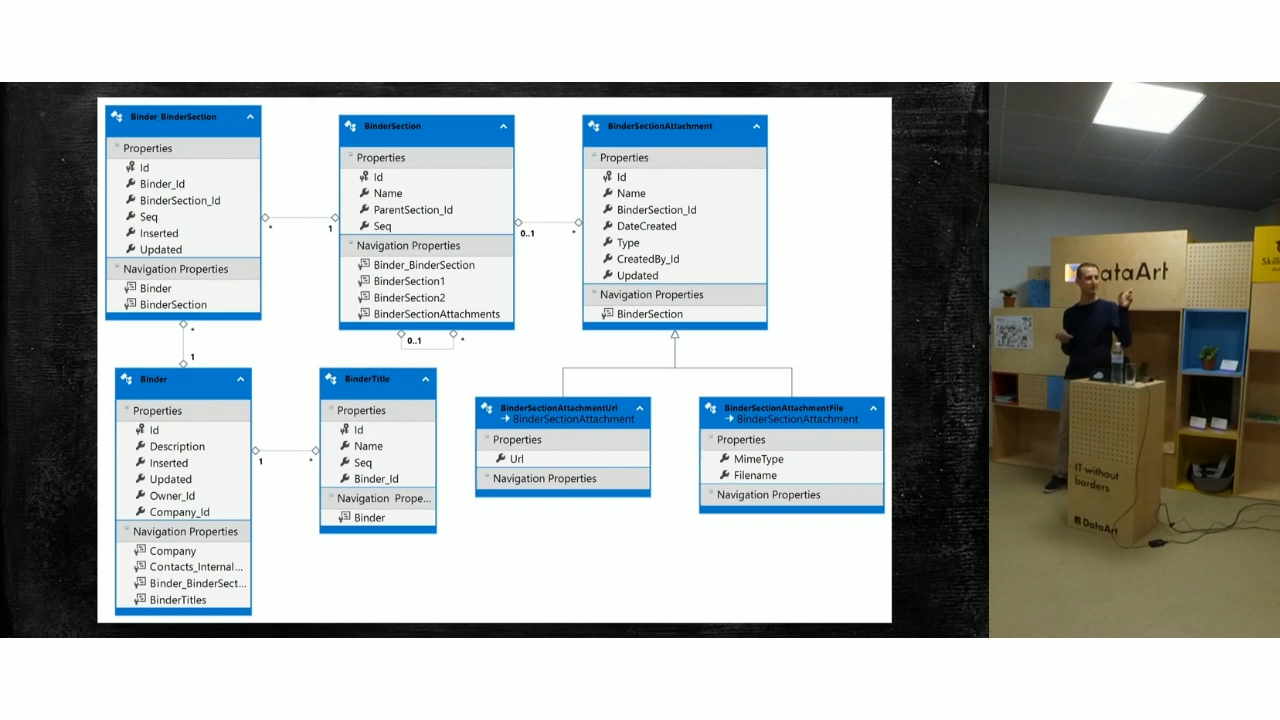 Binder_BinderSection
Properties
Id
Binder_Id
BinderSection_Id
Seq
Inserted
Updated
Navigation Properties
Binder
BinderSection
*
1
BinderSection
Properties
Id
Name
ParentSection_Id
Seq
Navigation Properties
Binder_BinderSection
BinderSection1
BinderSection2
BinderSectionAttachments
0..1
*
0..1
*
BinderSectionAttachment
Properties
Id
Name
BinderSection_Id
DateCreated
Type
CreatedBy_Id
Updated
Navigation Properties
BinderSection
*
1
Binder
Properties
Id
Description
Inserted
Updated
Owner_Id
Company_Id
Navigation Properties
Company
Contacts_Internal...
Binder_BinderSect...
BinderTitles
1
*
BinderTitle
Properties
Id
Name
Seq
Binder_Id
Navigation Prope...
Binder
BinderSectionAttachmentUrl
BinderSectionAttachment
Properties
Url
Navigation Properties
BinderSectionAttachmentFile
BinderSectionAttachment
Properties
MimeType
Filename
Navigation Properties
DataArt
IT without
borders
DataArt